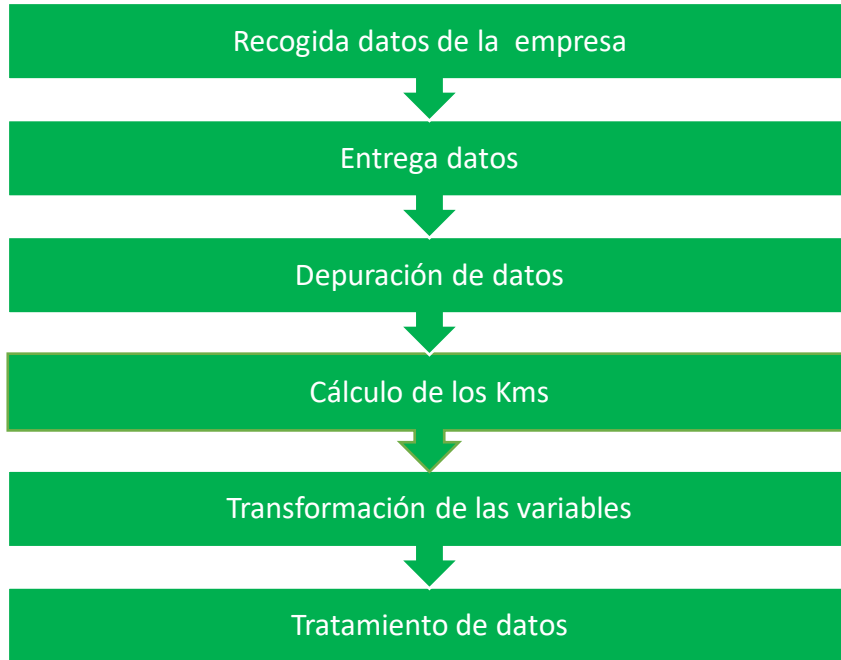 Recogida datos de la empresa
Entrega datos
Depuración de datos
Cálculo de los Kms
Transformación de las variables
Tratamiento de datos